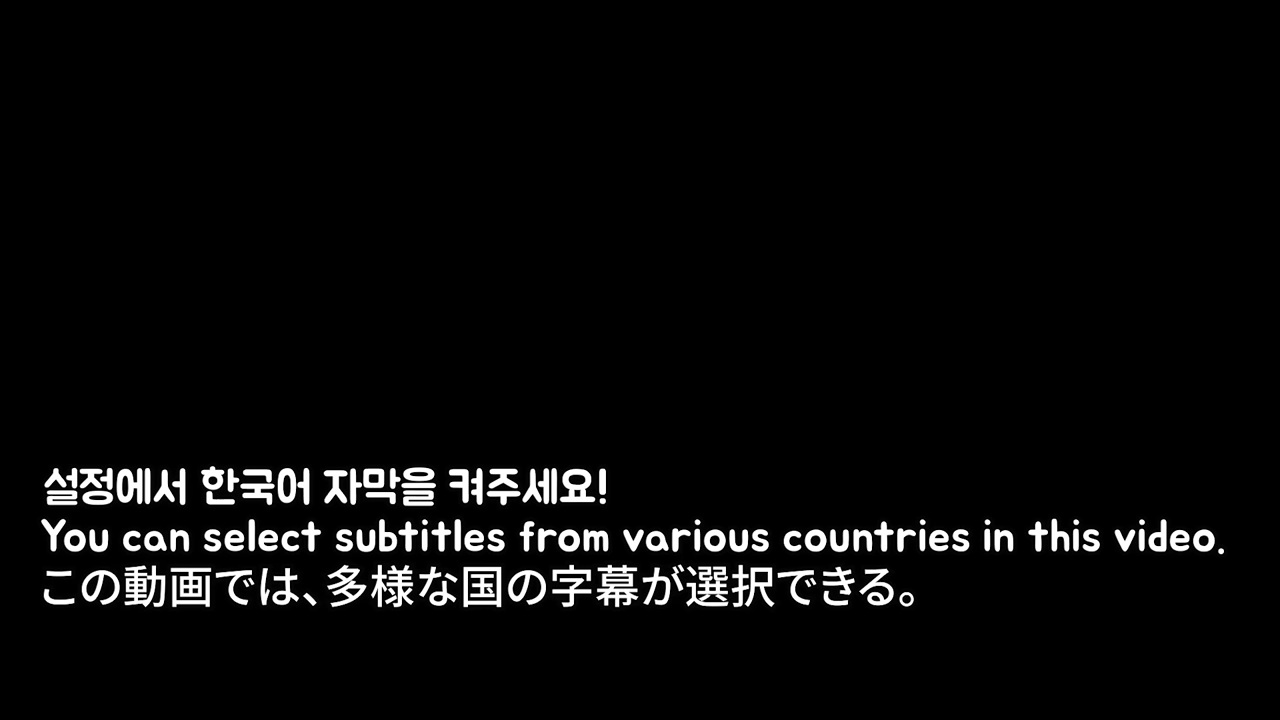 설정에서 한국어 자막을 켜주세요!
You can select subtitles from various countries in this video.
この動画では、多様な国の字幕が選択できる。